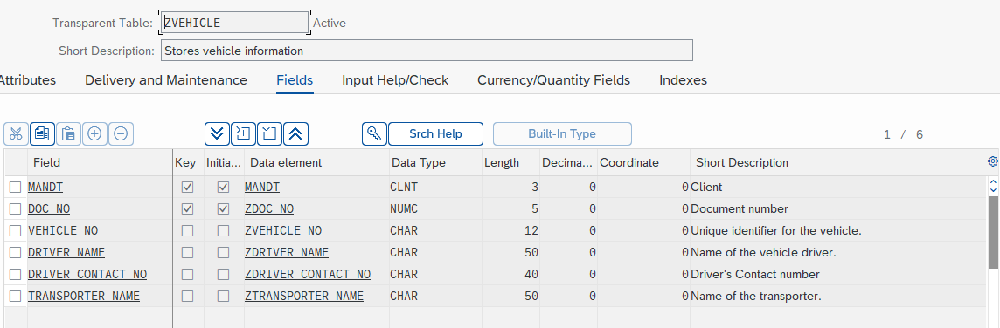 Transparent Table: ZVEHICLE Active
Short Description: Stores vehicle information
Attributes Delivery and Maintenance Fields Input Help/Check Currency/Quantity Fields Indexes
Srch Help Built-In Type 1 / 6
Field Key Initia... Data element Data Type Length Decima... Coordinate Short Description
MANDT MANDT CLNT 3 0 0 Client
DOC_NO ZDOC_NO NUMC 5 0 0 Document number
VEHICLE_NO ZVEHICLE_NO CHAR 12 0 0 Unique identifier for the vehicle.
DRIVER_NAME ZDRIVER_NAME CHAR 50 0 0 Name of the vehicle driver.
DRIVER_CONTACT_NO ZDRIVER_CONTACT_NO CHAR 40 0 0 Driver's Contact number
TRANSPORTER_NAME ZTRANSPORTER_NAME CHAR 50 0 0 Name of the transporter.